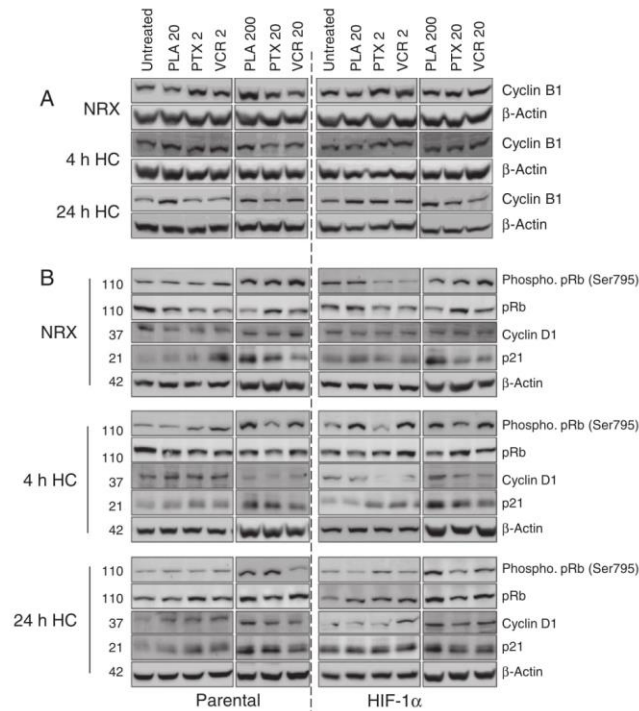 Untreated PLA 20 PTX 2 VCR 2 PLA 200 PTX 20 VCR 20 Untreated PLA 20 PTX 2 VCR 2 PLA 200 PTX 20 VCR 20
A
NRX
Cyclin B1
β-Actin
4 h HC
Cyclin B1
β-Actin
24 h HC
Cyclin B1
β-Actin
B
NRX
110 Phospho. pRb (Ser795)
110 pRb
37 Cyclin D1
21 p21
42 β-Actin
4 h HC
110 Phospho. pRb (Ser795)
110 pRb
37 Cyclin D1
21 p21
42 β-Actin
24 h HC
110 Phospho. pRb (Ser795)
110 pRb
37 Cyclin D1
21 p21
42 β-Actin
Parental HIF-1α